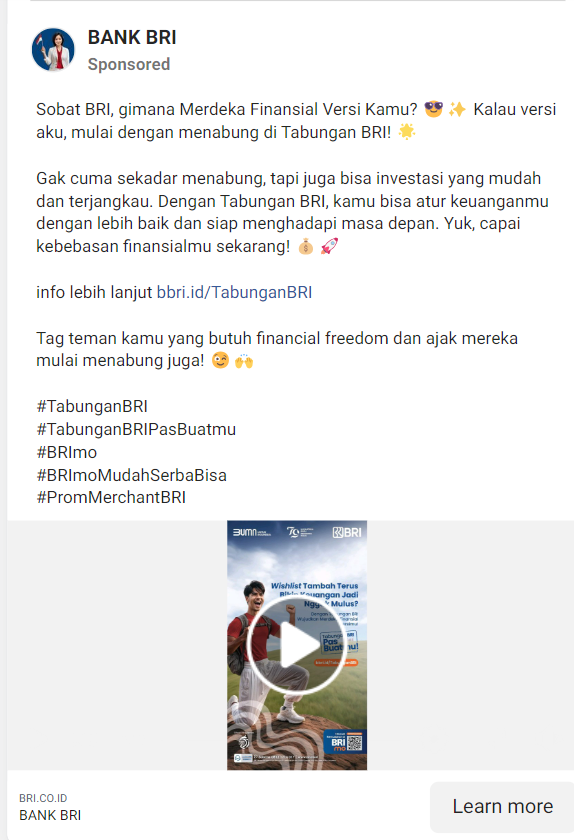 BANK BRI
Sponsored
Sobat BRI, gimana Merdeka Finansial Versi Kamu? 😎 ✨ Kalau versi
aku, mulai dengan menabung di Tabungan BRI! 🌟
Gak cuma sekadar menabung, tapi juga bisa investasi yang mudah
dan terjangkau. Dengan Tabungan BRI, kamu bisa atur keuanganmu
dengan lebih baik dan siap menghadapi masa depan. Yuk, capai
kebebasan finansialmu sekarang! 💰 🚀
info lebih lanjut bbri.id/TabunganBRI
Tag teman kamu yang butuh financial freedom dan ajak mereka
mulai menabung juga! 😉 🙌
#TabunganBRI
#TabunganBRIPasBuatmu
#BRImo
#BRImoMudahSerbaBisa
#PromMerchantBRI
BUMN
79
BRI
Wishlist Tambah Terus
Bikin Keuangan Jadi
Nggak Mulus?
Tabungan BRI
Pas
Buatmu!
BRI
mo
BRI.CO.ID
BANK BRI
Learn more